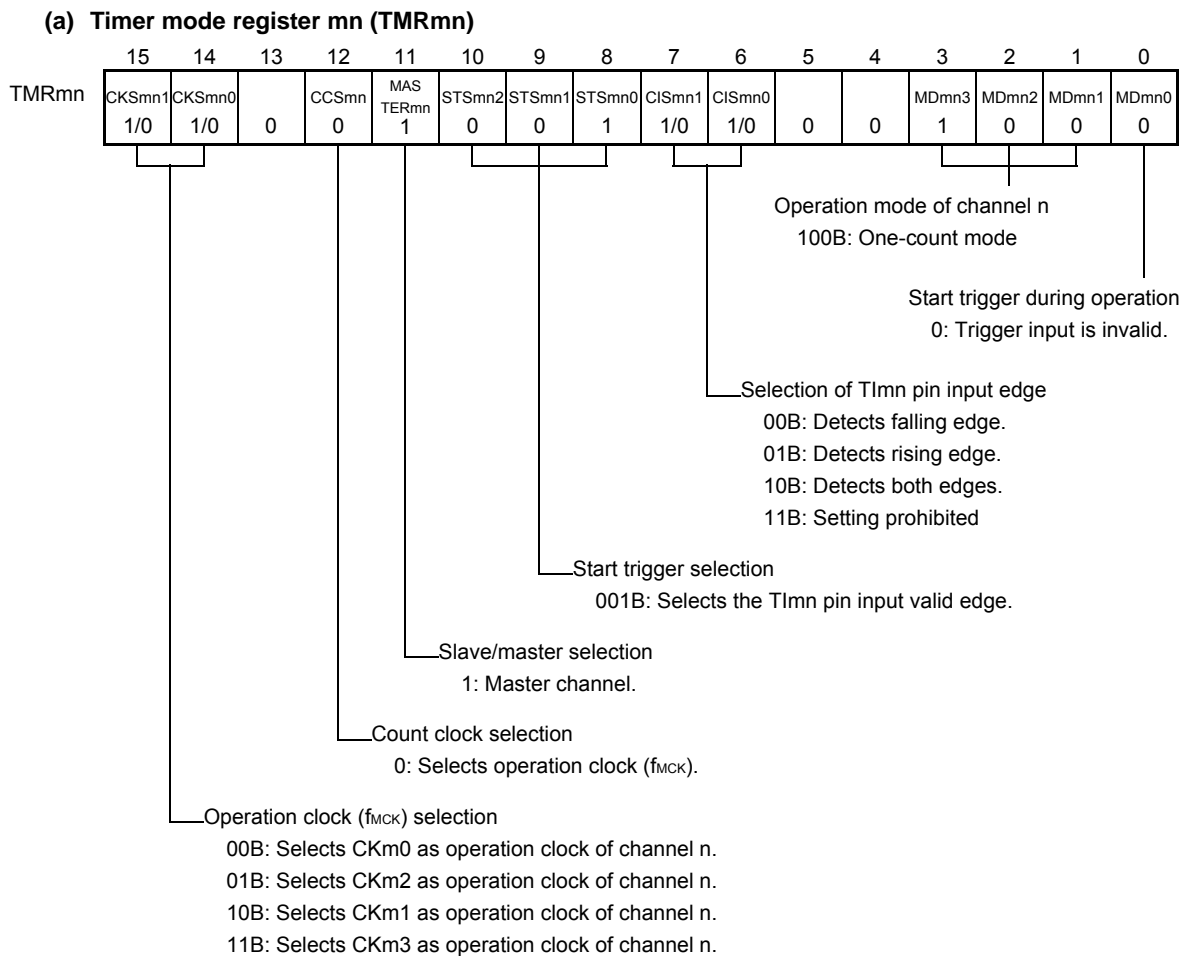 (a) Timer mode register mn (TMRmn)
15 14 13 12 11 10 9 8 7 6 5 4 3 2 1 0
TMRmn CKSmn1 CKSmn0 CCSmn MAS TERmn STSmn2 STSmn1 STSmn0 CISmn1 CISmn0 MDmn3 MDmn2 MDmn1 MDmn0
1/0 1/0 0 0 1 0 0 1 1/0 1/0 0 0 1 0 0 0
Operation mode of channel n
100B: One-count mode
Start trigger during operation
0: Trigger input is invalid.
Selection of TImn pin input edge
00B: Detects falling edge.
01B: Detects rising edge.
10B: Detects both edges.
11B: Setting prohibited
Start trigger selection
001B: Selects the TImn pin input valid edge.
Slave/master selection
1: Master channel.
Count clock selection
0: Selects operation clock (fMCK).
Operation clock (fMCK) selection
00B: Selects CKm0 as operation clock of channel n.
01B: Selects CKm2 as operation clock of channel n.
10B: Selects CKm1 as operation clock of channel n.
11B: Selects CKm3 as operation clock of channel n.